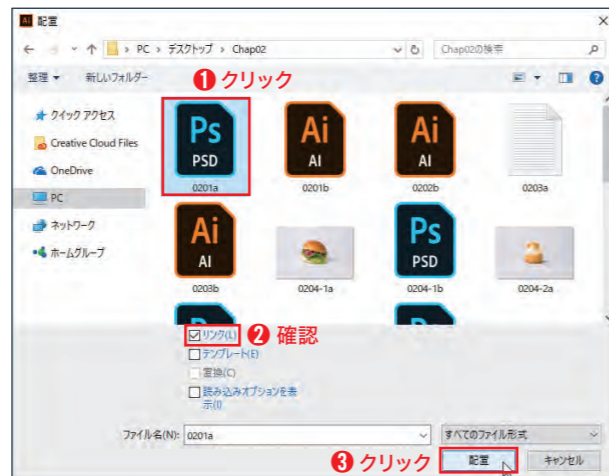 Ai 配置
PC > デスクトップ > Chap02
Chap02の検索
整理 新しいフォルダー
❶ クリック
クイック アクセス
Creative Cloud Files
OneDrive
PC
ネットワーク
ホームグループ
Ps
PSD
0201a
Ai
AI
0201b
Ai
AI
0202b
0203a
Ai
AI
0203b
0204-1a
Ps
PSD
0204-1b
0204-2a
リンク(L)
❷ 確認
テンプレート(E)
置換(C)
読み込みオプションを表
示(I)
ファイル名(N): 0201a
すべてのファイル形式
❸ クリック
配置
キャンセル